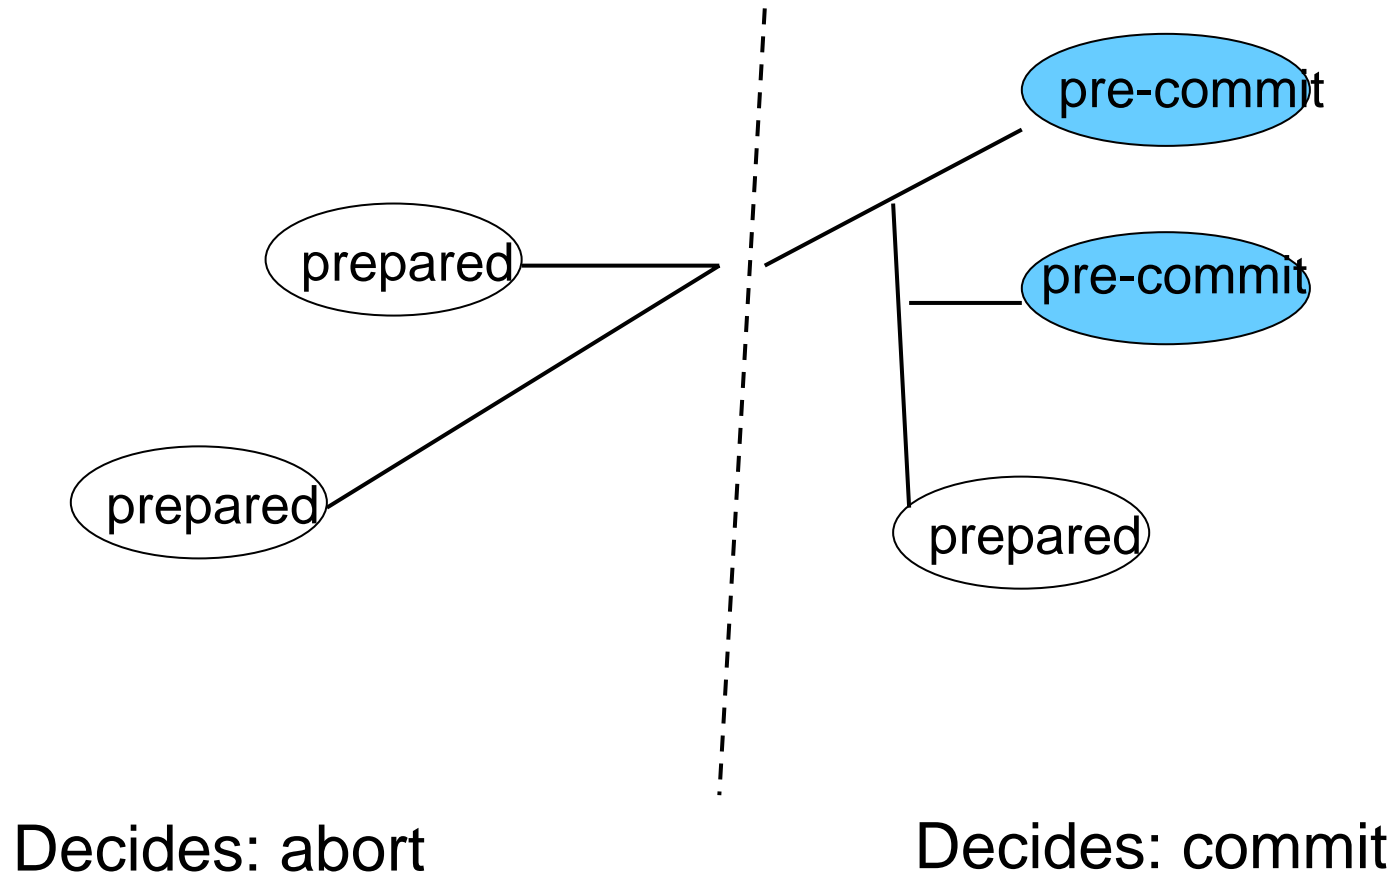 pre-commit
prepared
pre-commit
prepared
prepared
Decides: abort
Decides: commit